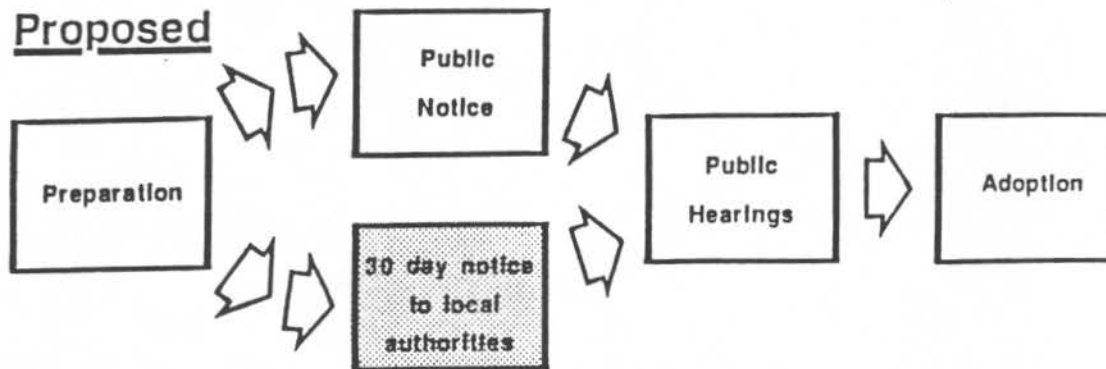 Proposed
Preparation
Public
Notice
30 day notice
to local
authorities
Public
Hearings
Adoption